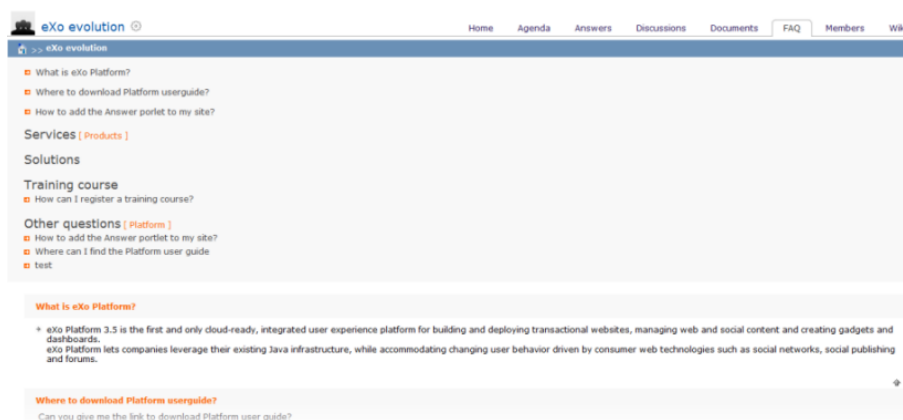 eXo evolution
Home Agenda Answers Discussions Documents FAQ Members Wik
>> eXo evolution
What is eXo Platform?
Where to download Platform userguide?
How to add the Answer porlet to my site?
Services [ Products ]
Solutions
Training course
How can I register a training course?
Other questions [ Platform ]
How to add the Answer portlet to my site?
Where can I find the Platform user guide
test
What is eXo Platform?
eXo Platform 3.5 is the first and only cloud-ready, integrated user experience platform for building and deploying transactional websites, managing web and social content and creating gadgets and
dashboards.
eXo Platform lets companies leverage their existing Java infrastructure, while accommodating changing user behavior driven by consumer web technologies such as social networks, social publishing
and forums.
Where to download Platform userguide?
Can you give me the link to download Platform user guide?